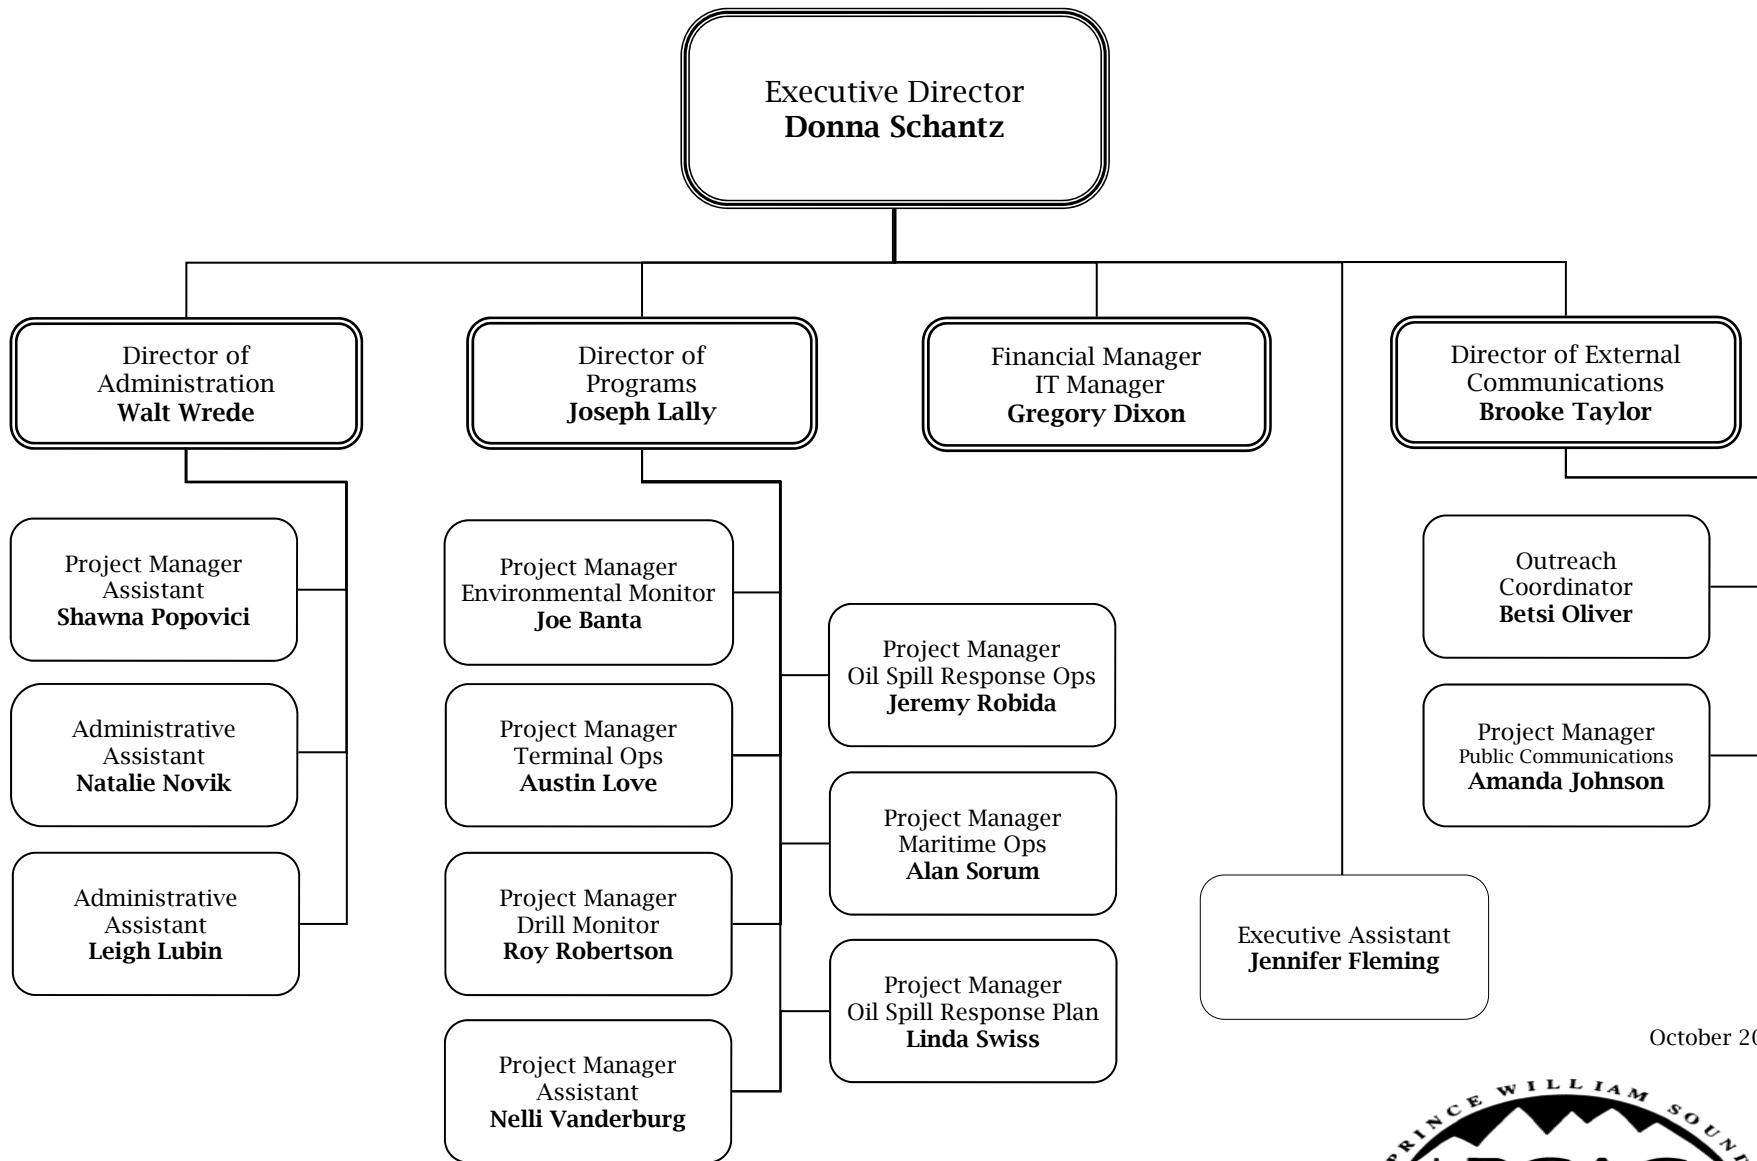 Executive Director
Donna Schantz
Director of
Administration
Walt Wrede
Director of
Programs
Joseph Lally
Financial Manager
IT Manager
Gregory Dixon
Director of External
Communications
Brooke Taylor
Project Manager
Assistant
Shawna Popovici
Administrative
Assistant
Natalie Novik
Administrative
Assistant
Leigh Lubin
Project Manager
Environmental Monitor
Joe Banta
Project Manager
Terminal Ops
Austin Love
Project Manager
Drill Monitor
Roy Robertson
Project Manager
Assistant
Nelli Vanderburg
Project Manager
Oil Spill Response Ops
Jeremy Robida
Project Manager
Maritime Ops
Alan Sorum
Project Manager
Oil Spill Response Plan
Linda Swiss
Executive Assistant
Jennifer Fleming
Outreach
Coordinator
Betsi Oliver
Project Manager
Public Communications
Amanda Johnson
October 20
PRINCE WILLIAM SOUN